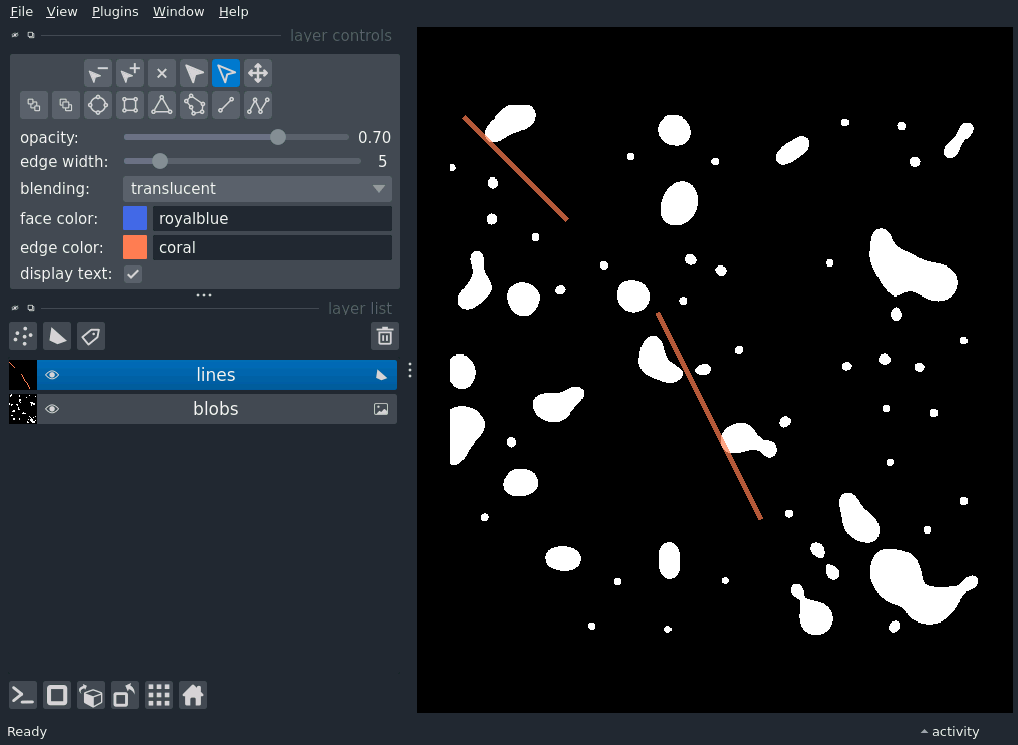 File View Plugins Window Help
layer controls
opacity: 0.70
edge width: 5
blending: translucent
face color: royalblue
edge color: coral
display text:
layer list
lines
blobs
Ready
activity